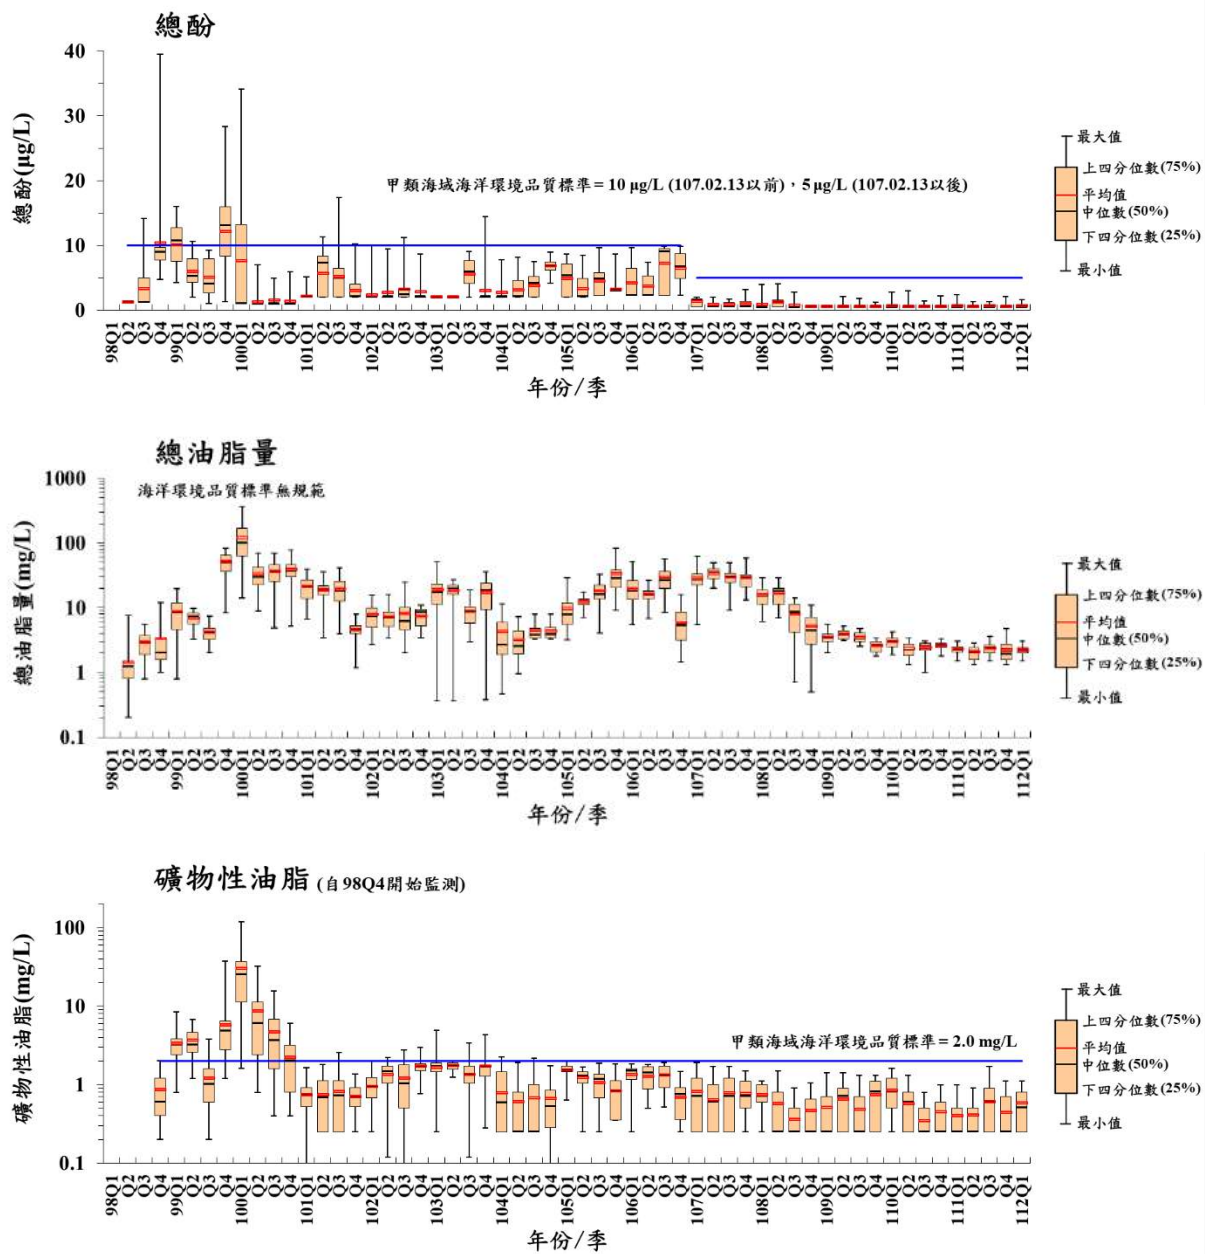 總酚
總酚(μg/L)
40
30
20
10
0
甲類海域海洋環境品質標準 = 10 μg/L (107.02.13以前)，5 μg/L (107.02.13以後)
最大值
上四分位數(75%)
平均值
中位數(50%)
下四分位數(25%)
最小值
98Q1 Q2 Q3 Q4 99Q1 Q2 Q3 Q4 100Q1 Q2 Q3 Q4 101Q1 Q2 Q3 Q4 102Q1 Q2 Q3 Q4 103Q1 Q2 Q3 Q4 104Q1 Q2 Q3 Q4 105Q1 Q2 Q3 Q4 106Q1 Q2 Q3 Q4 107Q1 Q2 Q3 Q4 108Q1 Q2 Q3 Q4 109Q1 Q2 Q3 Q4 110Q1 Q2 Q3 Q4 111Q1 Q2 Q3 Q4 112Q1
年份/季
總油脂量
海洋環境品質標準無規範
總油脂量(mg/L)
1000
100
10
1
0.1
最大值
上四分位數(75%)
平均值
中位數(50%)
下四分位數(25%)
最小值
98Q1 Q2 Q3 Q4 99Q1 Q2 Q3 Q4 100Q1 Q2 Q3 Q4 101Q1 Q2 Q3 Q4 102Q1 Q2 Q3 Q4 103Q1 Q2 Q3 Q4 104Q1 Q2 Q3 Q4 105Q1 Q2 Q3 Q4 106Q1 Q2 Q3 Q4 107Q1 Q2 Q3 Q4 108Q1 Q2 Q3 Q4 109Q1 Q2 Q3 Q4 110Q1 Q2 Q3 Q4 111Q1 Q2 Q3 Q4 112Q1
年份/季
礦物性油脂 (自98Q4開始監測)
礦物性油脂(mg/L)
100
10
1
0.1
甲類海域海洋環境品質標準 = 2.0 mg/L
最大值
上四分位數(75%)
平均值
中位數(50%)
下四分位數(25%)
最小值
98Q1 Q2 Q3 Q4 99Q1 Q2 Q3 Q4 100Q1 Q2 Q3 Q4 101Q1 Q2 Q3 Q4 102Q1 Q2 Q3 Q4 103Q1 Q2 Q3 Q4 104Q1 Q2 Q3 Q4 105Q1 Q2 Q3 Q4 106Q1 Q2 Q3 Q4 107Q1 Q2 Q3 Q4 108Q1 Q2 Q3 Q4 109Q1 Q2 Q3 Q4 110Q1 Q2 Q3 Q4 111Q1 Q2 Q3 Q4 112Q1
年份/季